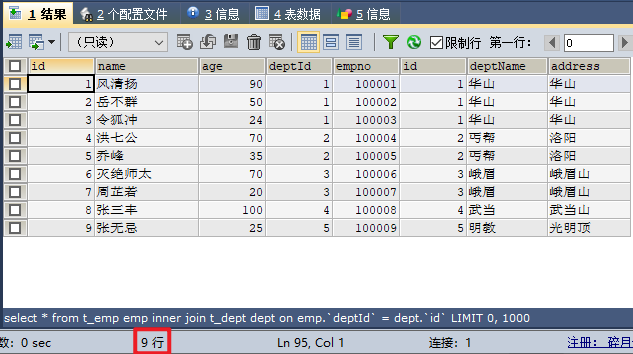 1 结果 2 个配置文件 3 信息 4 表数据 5 信息
（只读） 限制行 第一行： 0
id name age deptId empno id deptName address
1 风清扬 90 1 100001 1 华山 华山
2 岳不群 50 1 100002 1 华山 华山
3 令狐冲 24 1 100003 1 华山 华山
4 洪七公 70 2 100004 2 丐帮 洛阳
5 乔峰 35 2 100005 2 丐帮 洛阳
6 灭绝师太 70 3 100006 3 峨眉 峨眉山
7 周芷若 20 3 100007 3 峨眉 峨眉山
8 张三丰 100 4 100008 4 武当 武当山
9 张无忌 25 5 100009 5 明教 光明顶
select * from t_emp emp inner join t_dept dept on emp.`deptId` = dept.`id` LIMIT 0, 1000
数: 0 sec 9 行 Ln 95, Col 1 连接: 1 注册: 碎月